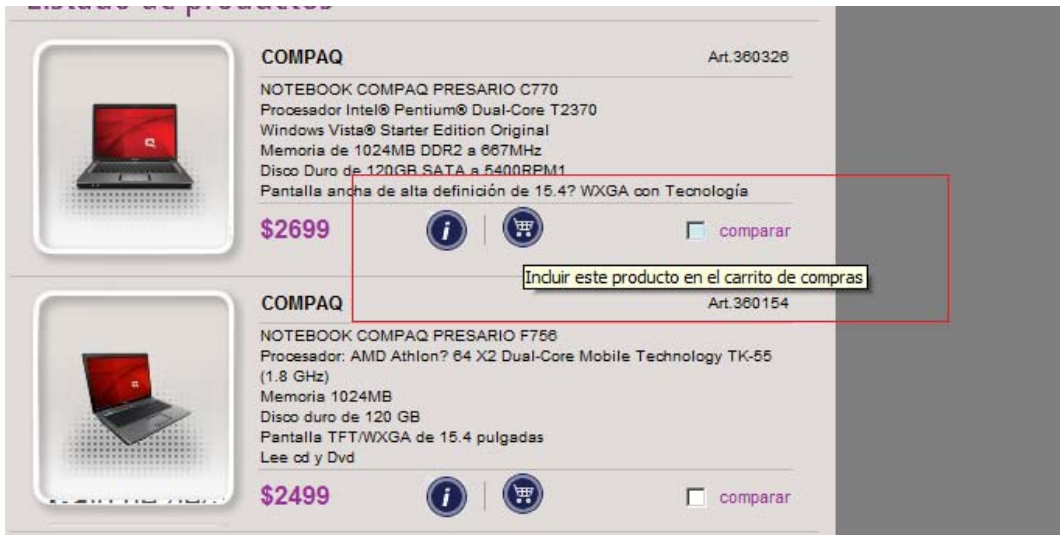 Listado de productos
COMPAQ
Art.360326
NOTEBOOK COMPAQ PRESARIO C770
Procesador Intel® Pentium® Dual-Core T2370
Windows Vista® Starter Edition Original
Memoria de 1024MB DDR2 a 667MHz
Disco Duro de 120GB SATA a 5400RPM1
Pantalla ancha de alta definición de 15.4? WXGA con Tecnología
$2699
i
comparar
Incluir este producto en el carrito de compras
COMPAQ
Art.360154
NOTEBOOK COMPAQ PRESARIO F756
Procesador: AMD Athlon? 64 X2 Dual-Core Mobile Technology TK-55
(1.8 GHz)
Memoria 1024MB
Disco duro de 120 GB
Pantalla TFT/WXGA de 15.4 pulgadas
Lee cd y Dvd
$2499
i
comparar